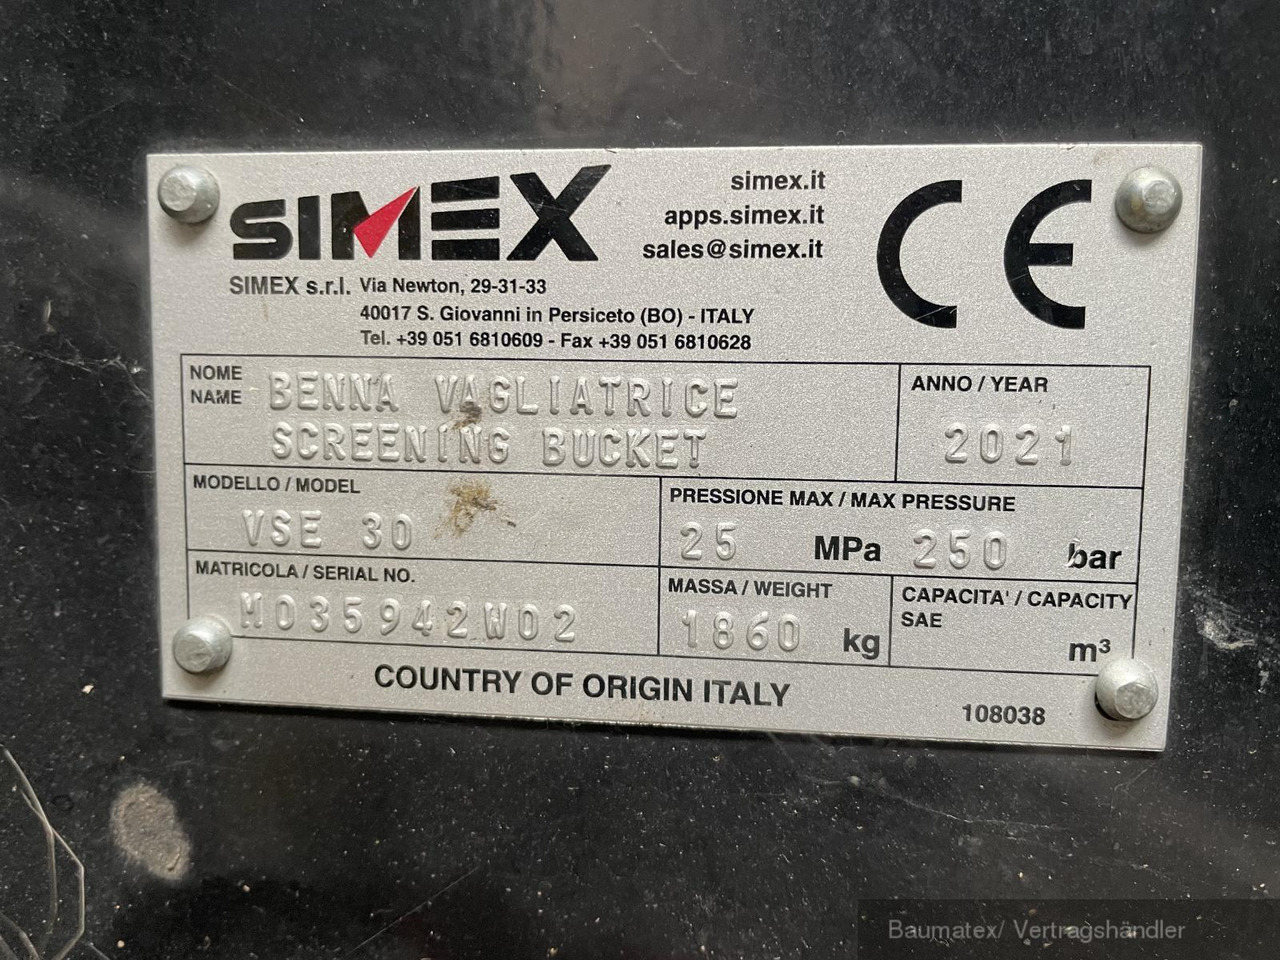 SIMEX
simex.it
apps.simex.it
sales@simex.it
CE
SIMEX s.r.l. Via Newton, 29-31-33
40017 S. Giovanni in Persiceto (BO) - ITALY
Tel. +39 051 6810609 - Fax +39 051 6810628
NOME
NAME
BENNA VAGLIATRICE
SCREENING BUCKET
ANNO / YEAR
2021
MODELLO / MODEL
VSE 30
PRESSIONE MAX / MAX PRESSURE
25 MPa 250 bar
MATRICOLA / SERIAL NO.
M035942W02
MASSA / WEIGHT
1860 kg
CAPACITA' / CAPACITY
SAE
m³
COUNTRY OF ORIGIN ITALY
108038
Baumatex/ Vertragshändler